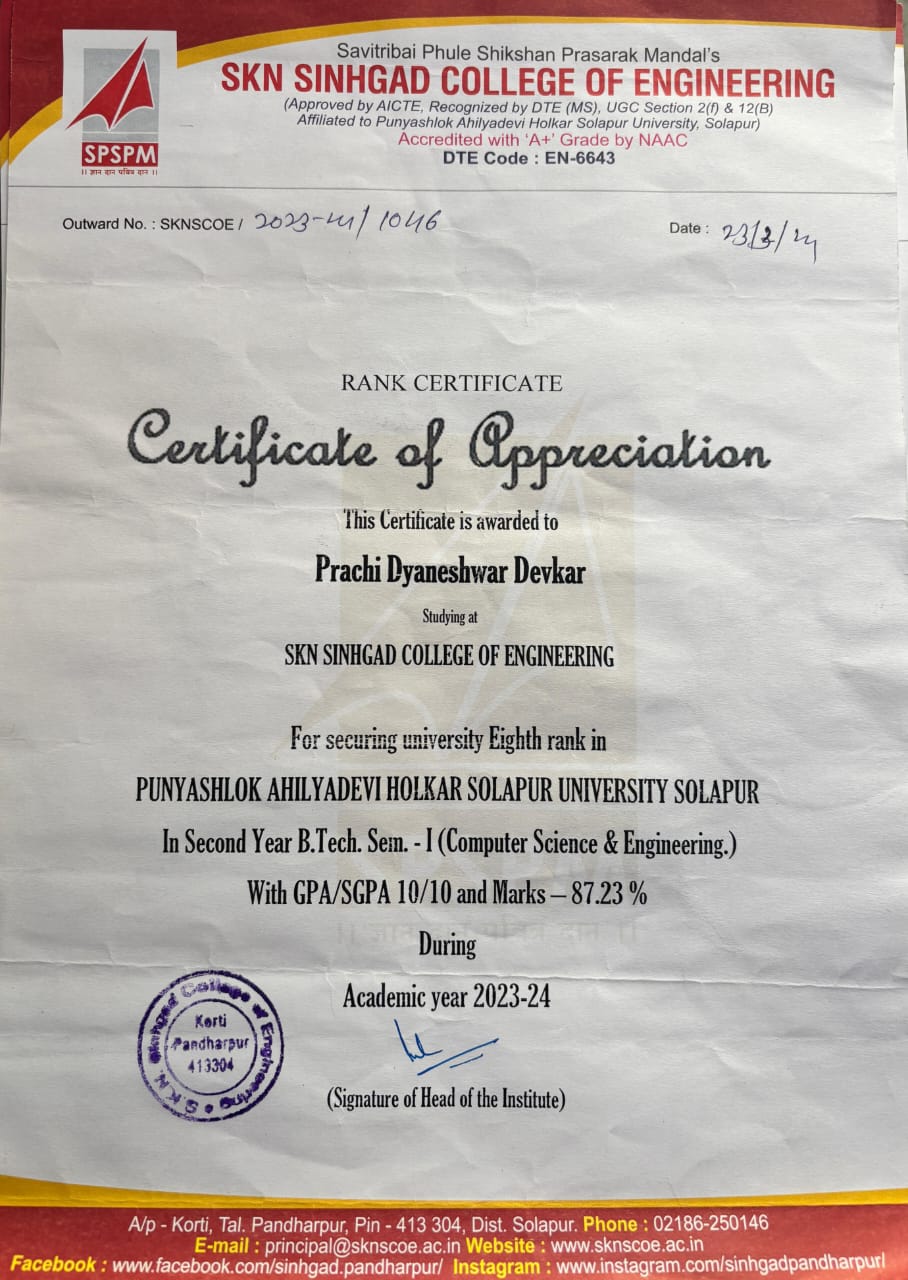 Savitribai Phule Shikshan Prasarak Mandal's
SKN SINHGAD COLLEGE OF ENGINEERING
(Approved by AICTE, Recognized by DTE (MS), UGC Section 2(f) & 12(B)
Affiliated to Punyashlok Ahilyadevi Holkar Solapur University, Solapur)
Accredited with 'A+' Grade by NAAC
DTE Code : EN-6643
SPSPM
।। ज्ञान दान पवित्र दान ।।
Outward No. : SKNSCOE / 2023-24/1046
Date : 23/3/24
RANK CERTIFICATE
Certificate of Appreciation
This Certificate is awarded to
Prachi Dyaneshwar Devkar
Studying at
SKN SINHGAD COLLEGE OF ENGINEERING
For securing university Eighth rank in
PUNYASHLOK AHILYADEVI HOLKAR SOLAPUR UNIVERSITY SOLAPUR
In Second Year B.Tech. Sem. - I (Computer Science & Engineering.)
With GPA/SGPA 10/10 and Marks – 87.23 %
During
Academic year 2023-24
S.K.N. Sinhgad College of Engineering
Korti
Pandharpur
413304
(Signature of Head of the Institute)
A/p - Korti, Tal. Pandharpur, Pin - 413 304, Dist. Solapur. Phone : 02186-250146
E-mail : principal@sknscoe.ac.in Website : www.sknscoe.ac.in
Facebook : www.facebook.com/sinhgad.pandharpur/ Instagram : www.instagram.com/sinhgadpandharpur/